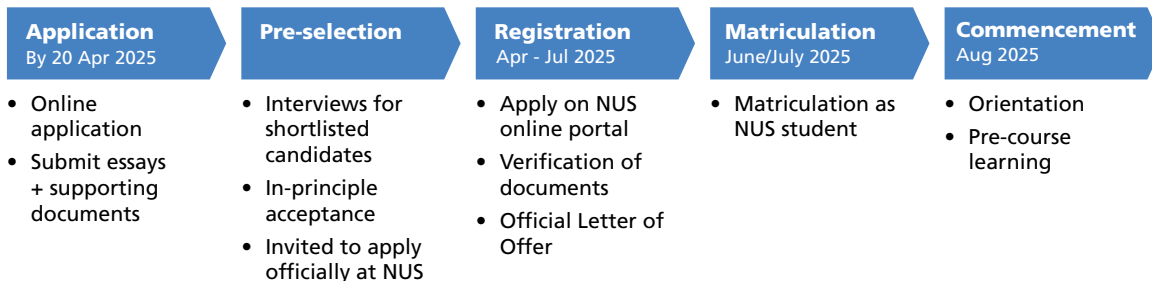 Application
By 20 Apr 2025
• Online
application
• Submit essays
+ supporting
documents
Pre-selection
• Interviews for
shortlisted
candidates
• In-principle
acceptance
• Invited to apply
officially at NUS
Registration
Apr - Jul 2025
• Apply on NUS
online portal
• Verification of
documents
• Official Letter of
Offer
Matriculation
June/July 2025
• Matriculation as
NUS student
Commencement
Aug 2025
• Orientation
• Pre-course
learning